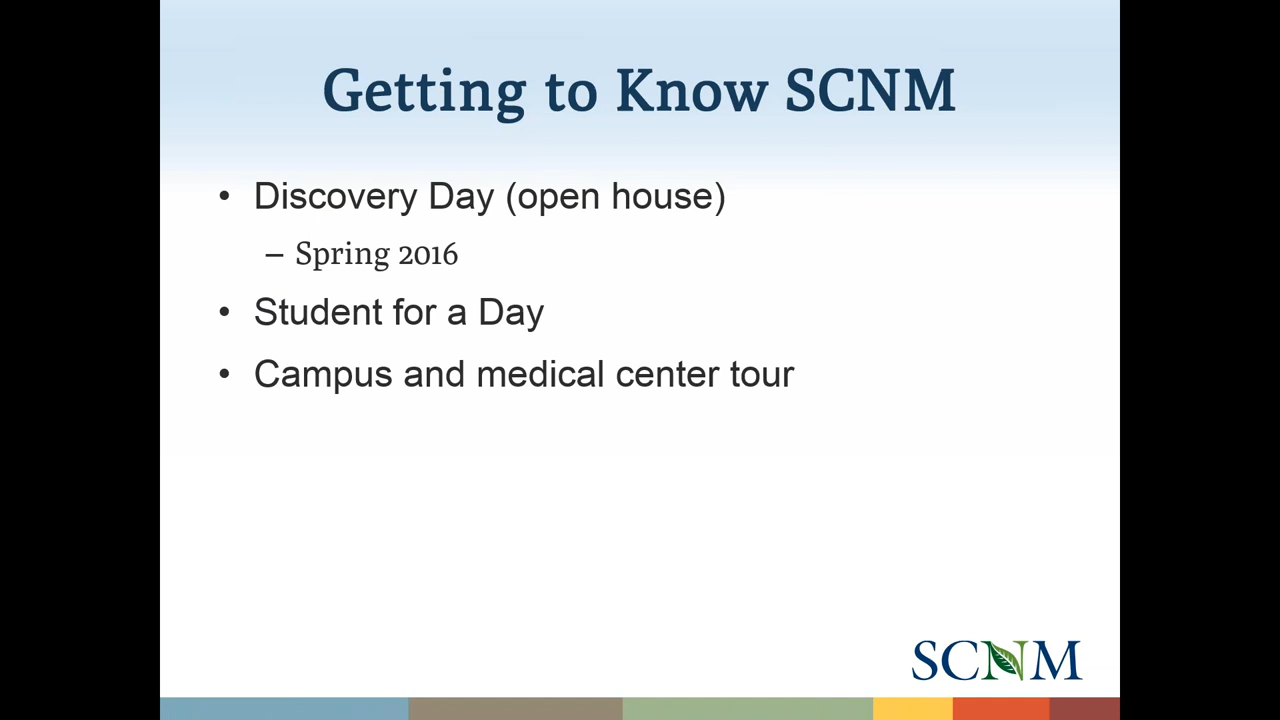 Getting to Know SCNM
• Discovery Day (open house)
– Spring 2016
• Student for a Day
• Campus and medical center tour
SCNM